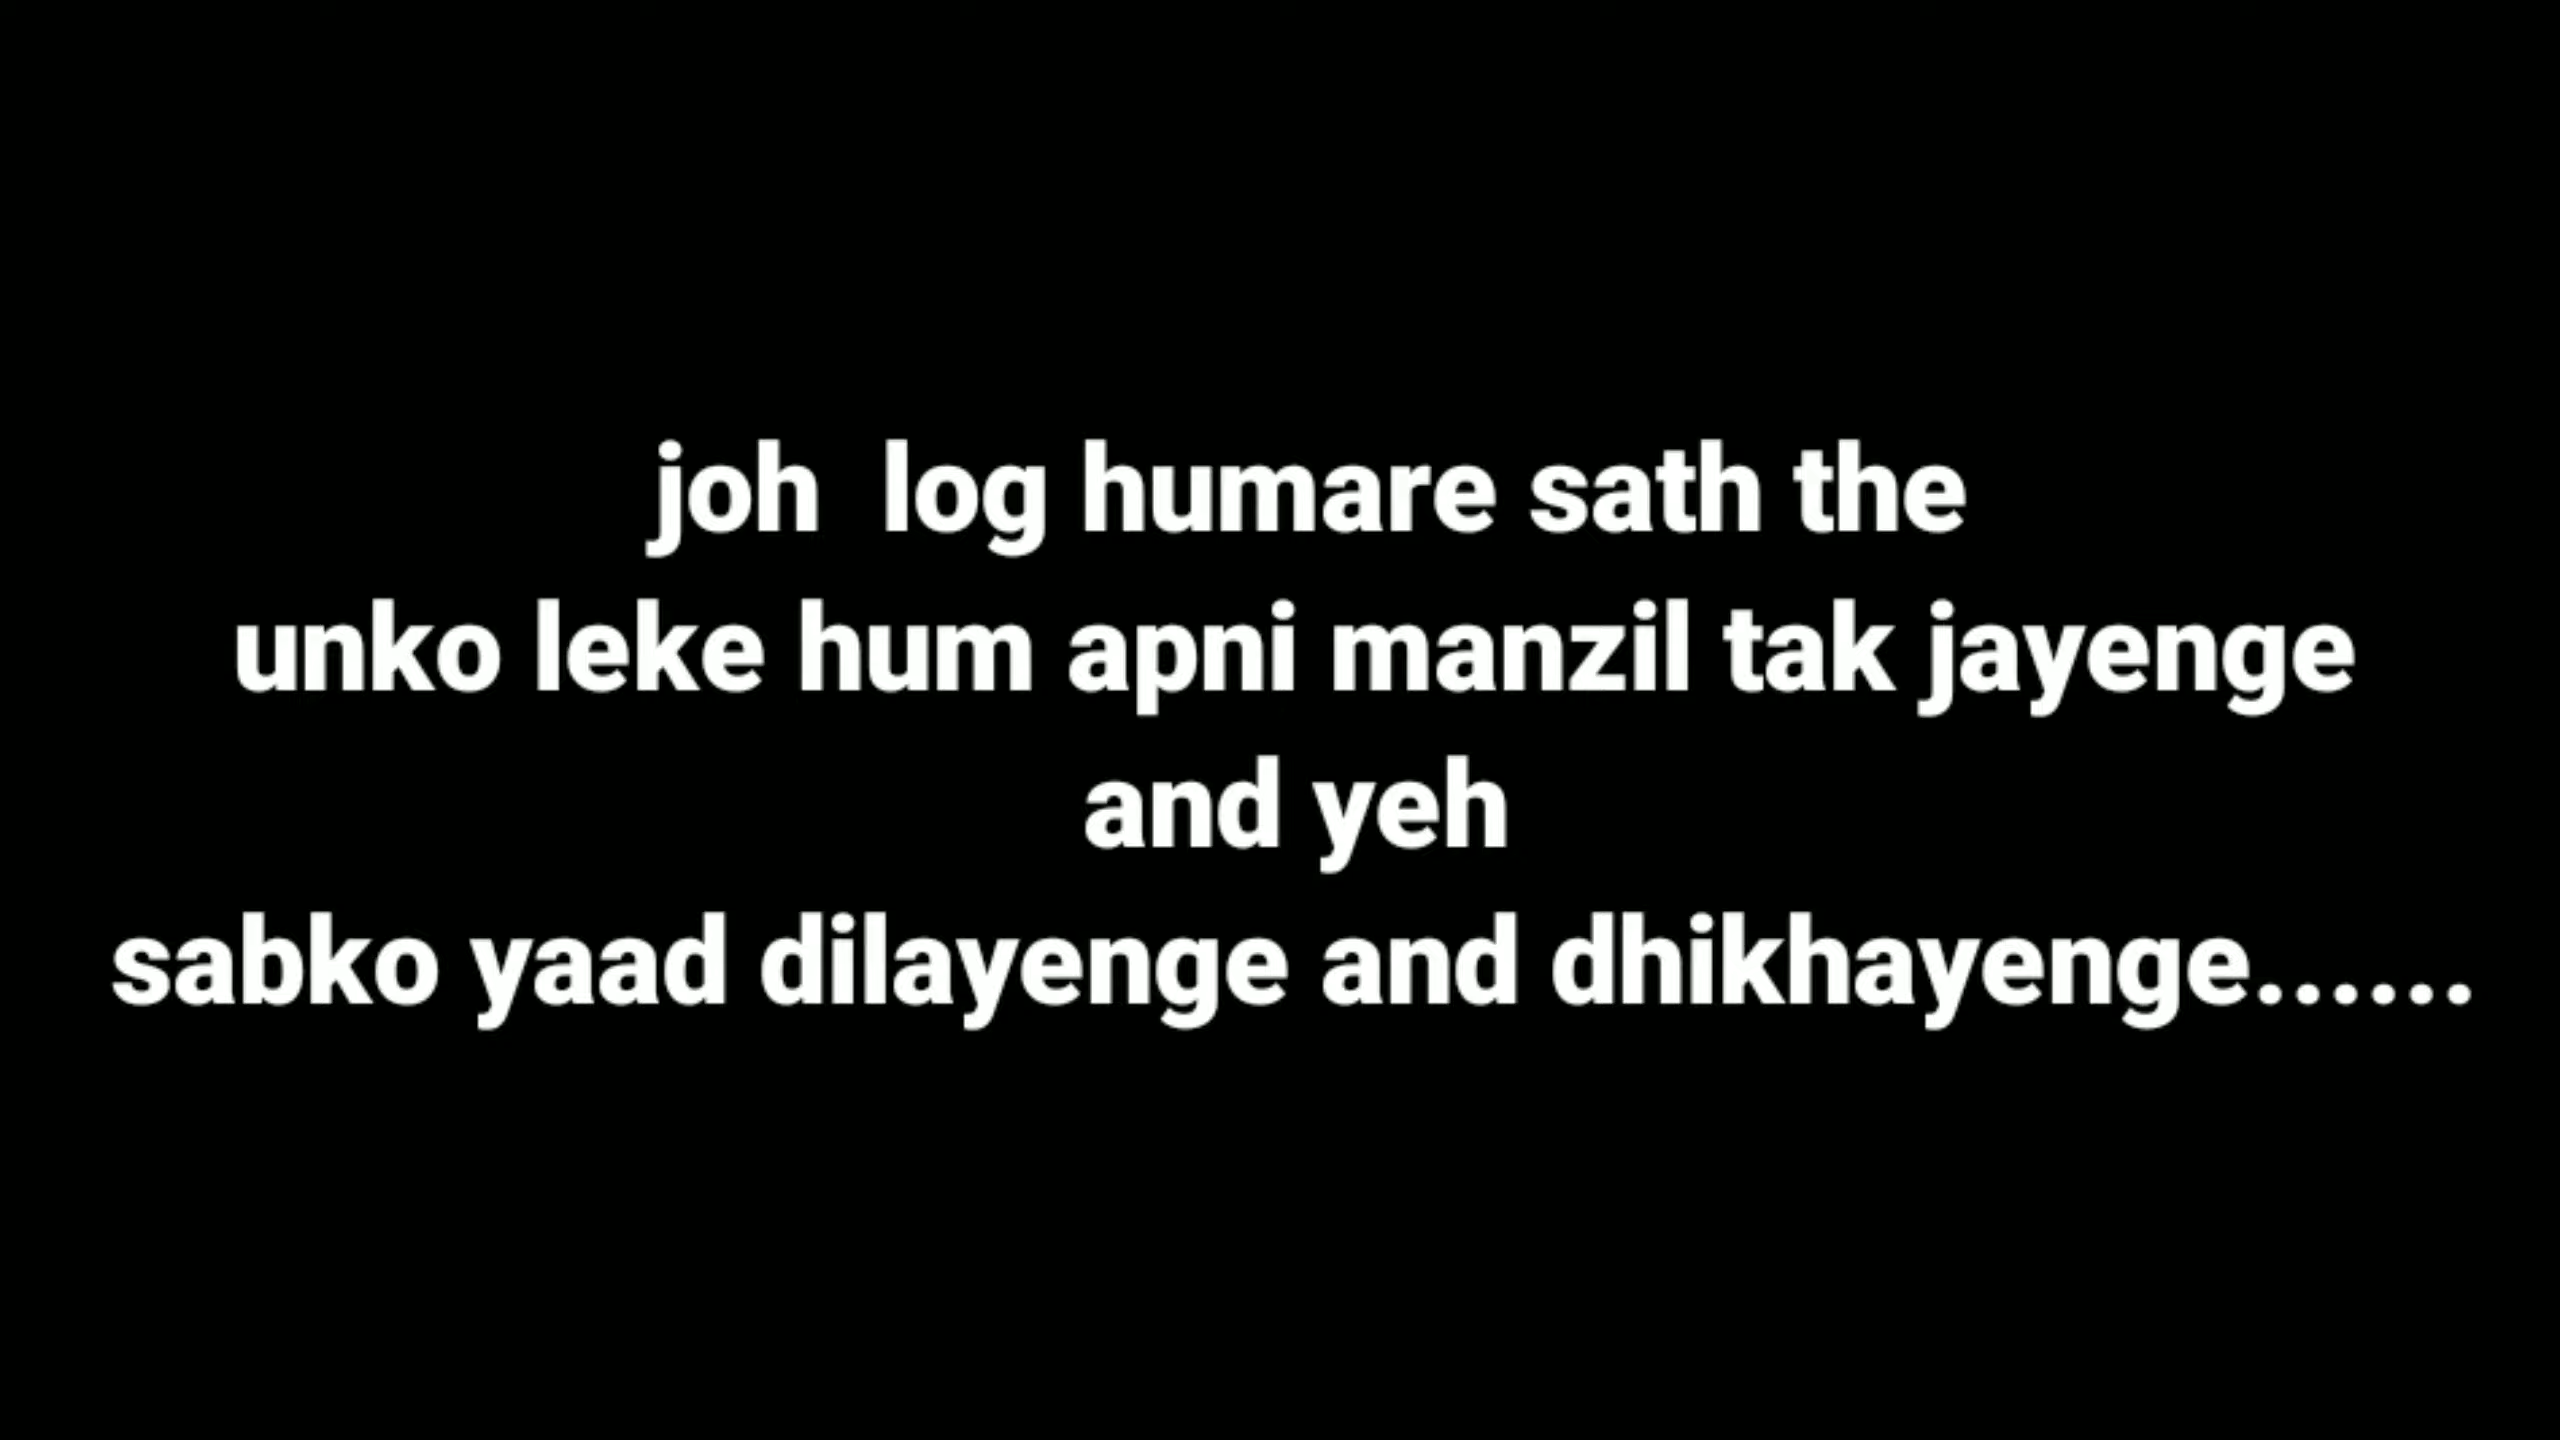 joh  log humare sath the
unko leke hum apni manzil tak jayenge
and yeh
sabko yaad dilayenge and dhikhayenge......